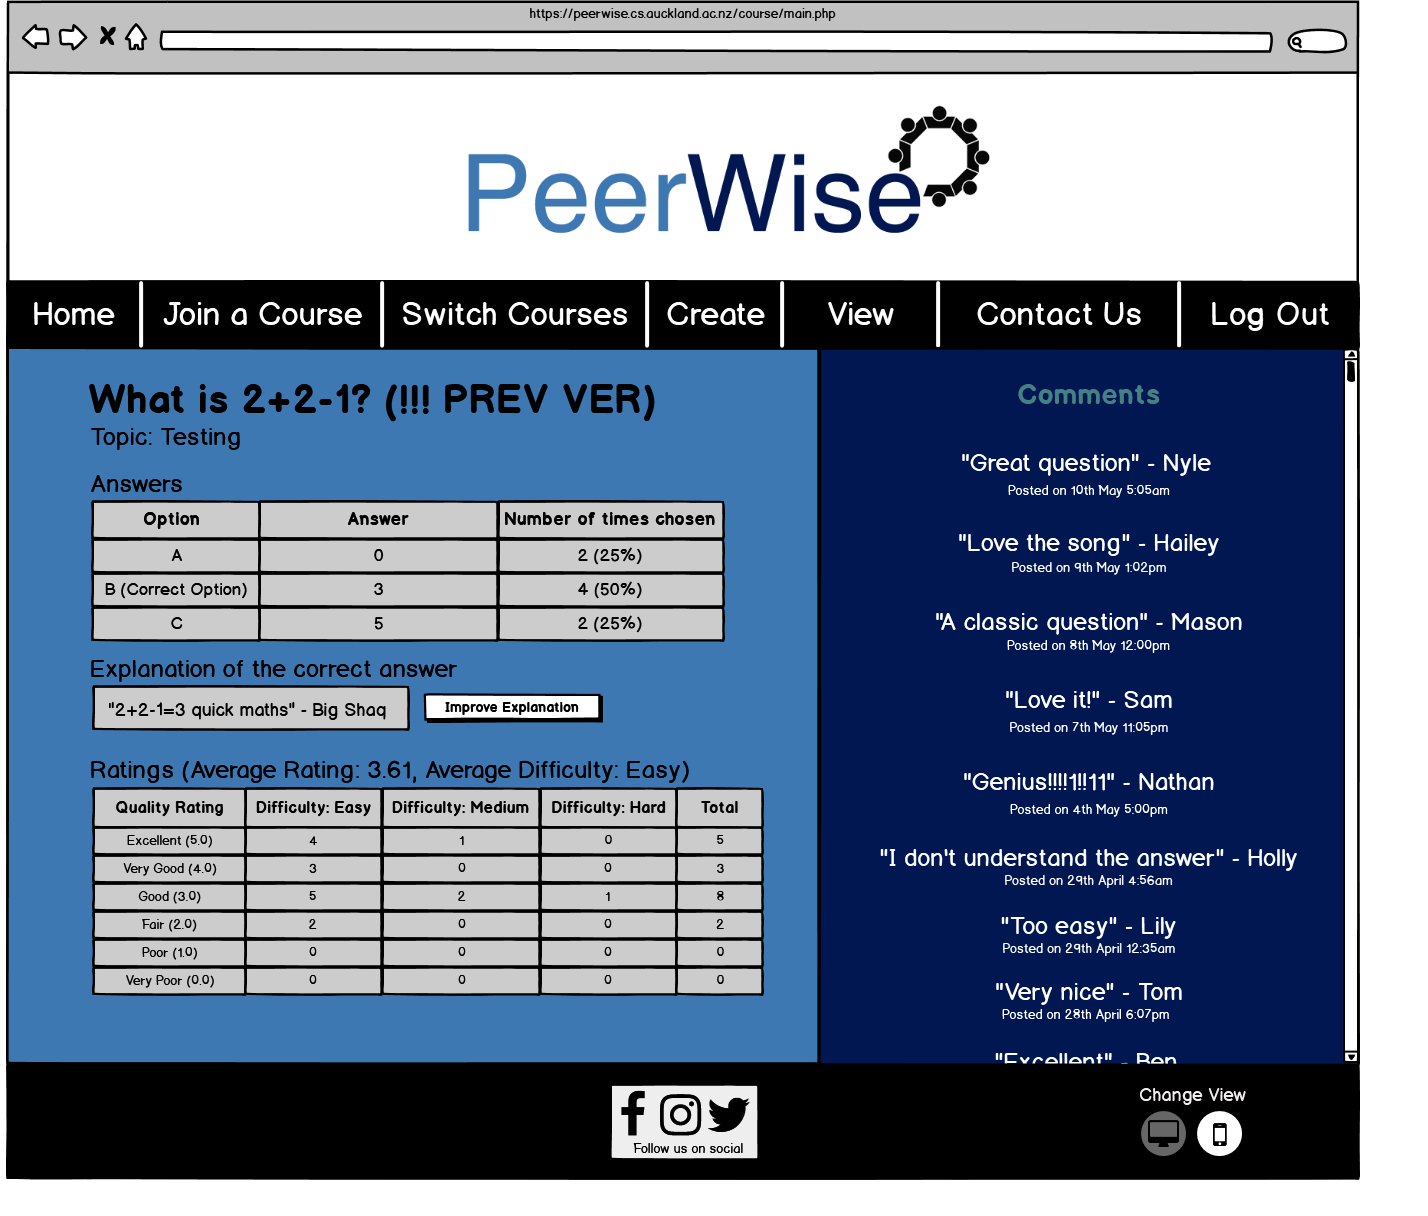 https://peerwise.cs.auckland.ac.nz/course/main.php
PeerWise
Home Join a Course Switch Courses Create View Contact Us Log Out
What is 2+2-1? (!!! PREV VER)
Topic: Testing
Answers
Option Answer Number of times chosen
A 0 2 (25%)
B (Correct Option) 3 4 (50%)
C 5 2 (25%)
Explanation of the correct answer
"2+2-1=3 quick maths" - Big Shaq Improve Explanation
Ratings (Average Rating: 3.61, Average Difficulty: Easy)
Quality Rating Difficulty: Easy Difficulty: Medium Difficulty: Hard Total
Excellent (5.0) 4 1 0 5
Very Good (4.0) 3 0 0 3
Good (3.0) 5 2 1 8
Fair (2.0) 2 0 0 2
Poor (1.0) 0 0 0 0
Very Poor (0.0) 0 0 0 0
Comments
"Great question" - Nyle
Posted on 10th May 5:05am
"Love the song" - Hailey
Posted on 9th May 1:02pm
"A classic question" - Mason
Posted on 8th May 12:00pm
"Love it!" - Sam
Posted on 7th May 11:05pm
"Genius!!!!1!!11" - Nathan
Posted on 4th May 5:00pm
"I don't understand the answer" - Holly
Posted on 29th April 4:56am
"Too easy" - Lily
Posted on 29th April 12:35am
"Very nice" - Tom
Posted on 28th April 6:07pm
"Excellent" - Ben
Follow us on social
Change View